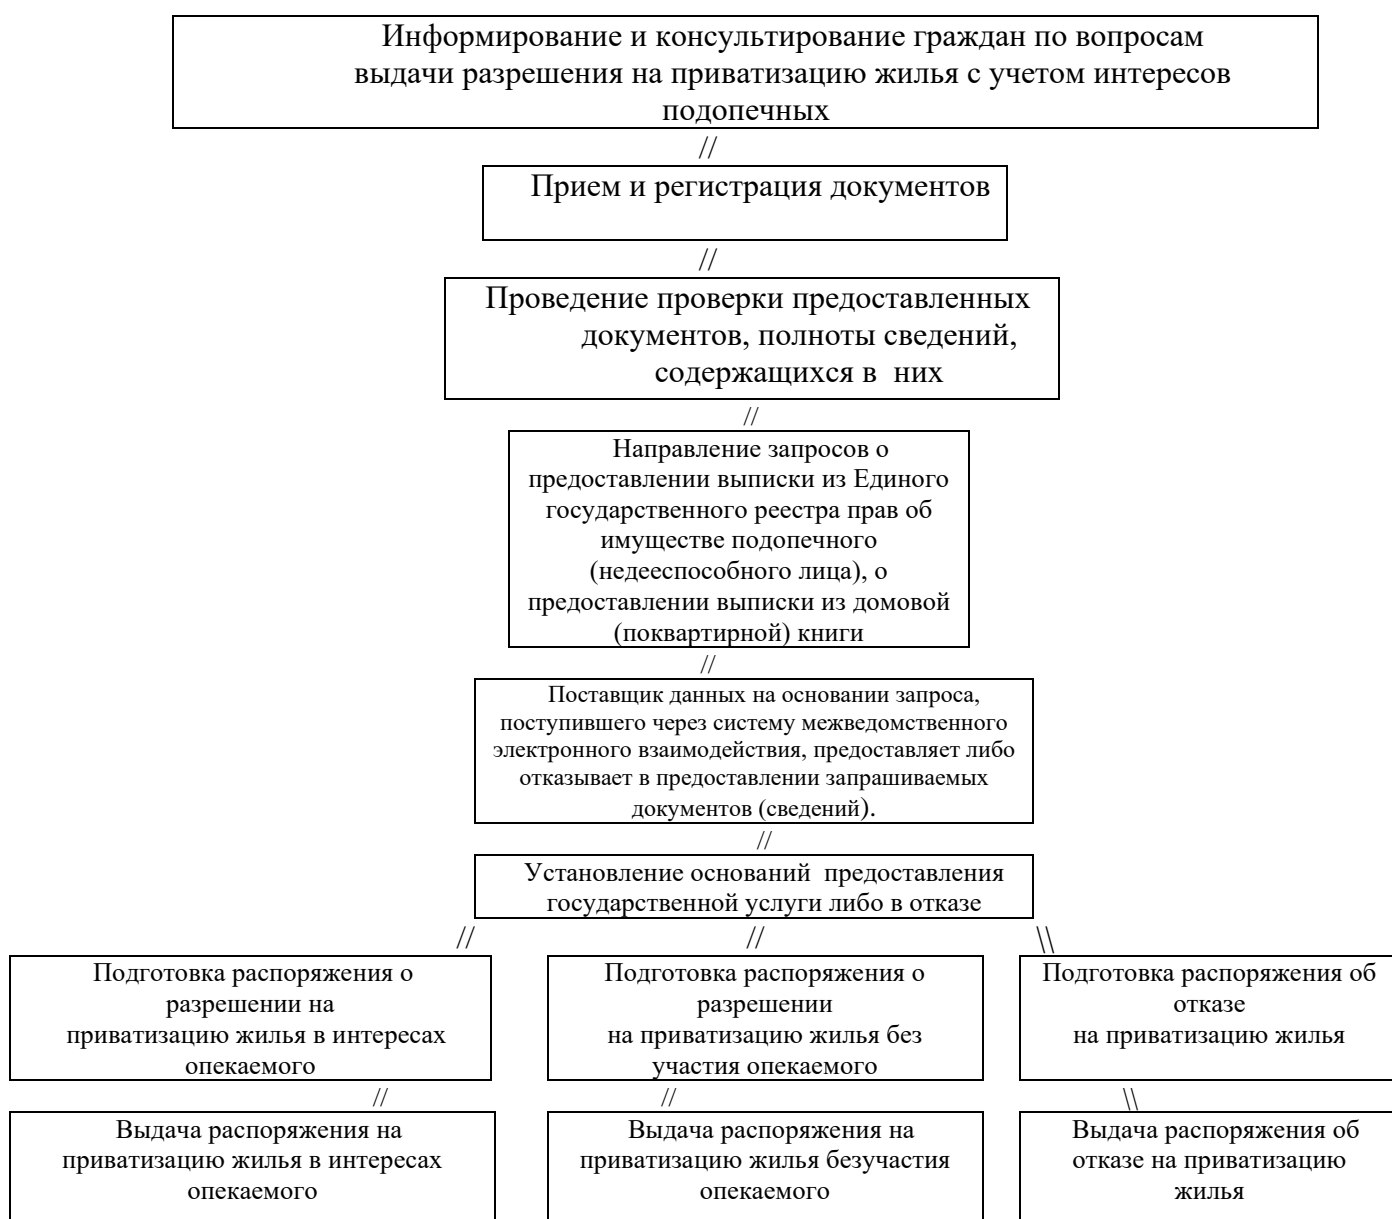 Информирование и консультирование граждан по вопросам
выдачи разрешения на приватизацию жилья с учетом интересов
подопечных
//
Прием и регистрация документов
//
Проведение проверки предоставленных
документов, полноты сведений,
содержащихся в них
//
Направление запросов о
предоставлении выписки из Единого
государственного реестра прав об
имуществе подопечного
(недееспособного лица), о
предоставлении выписки из домовой
(поквартирной) книги
//
Поставщик данных на основании запроса,
поступившего через систему межведомственного
электронного взаимодействия, предоставляет либо
отказывает в предоставлении запрашиваемых
документов (сведений).
//
Установление оснований предоставления
государственной услуги либо в отказе
// // \\
Подготовка распоряжения о
разрешении на
приватизацию жилья в интересах
опекаемого
Подготовка распоряжения о
разрешении
на приватизацию жилья без
участия опекаемого
Подготовка распоряжения об
отказе
на приватизацию жилья
// // \\
Выдача распоряжения на
приватизацию жилья в интересах
опекаемого
Выдача распоряжения на
приватизацию жилья безучастия
опекаемого
Выдача распоряжения об
отказе на приватизацию
жилья